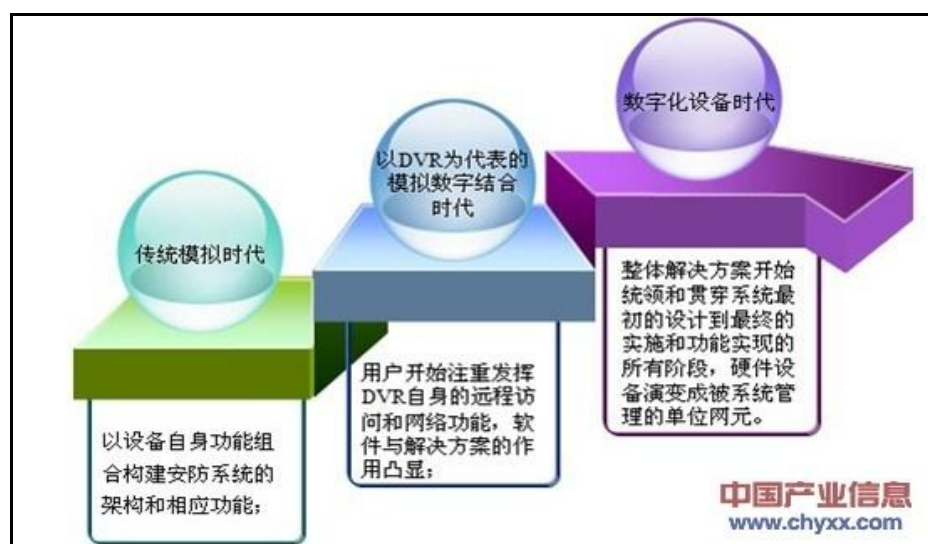 传统模拟时代
以设备自身功能组
合构建安防系统的
架构和相应功能；
以DVR为代表的
模拟数字结合
时代
用户开始注重发挥
DVR自身的远程访
问和网络功能，软
件与解决方案的作
用凸显；
数字化设备时代
整体解决方案开始
统领和贯穿系统最
初的设计到最终的
实施和功能实现的
所有阶段，硬件设
备演变成被系统管
理的单位网元。
中国产业信息
www.chyxx.com